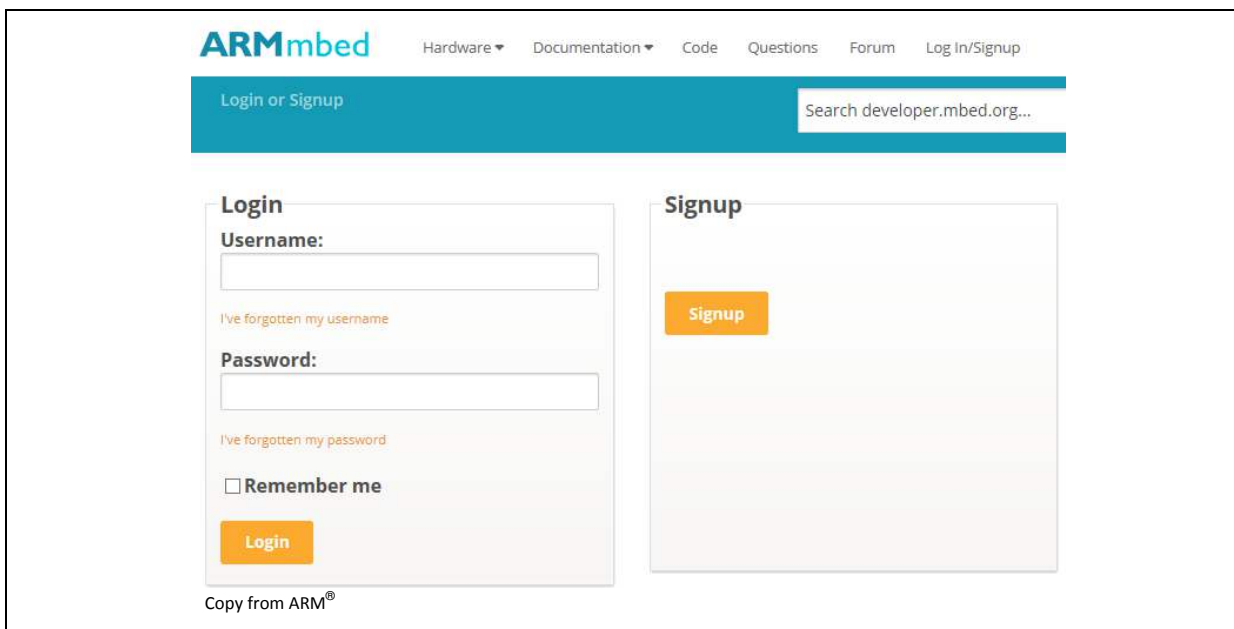 ARMmbed Hardware Documentation Code Questions Forum Log In/Signup
Login or Signup
Search developer.mbed.org...
Login
Username:
I've forgotten my username
Password:
I've forgotten my password
Remember me
Login
Signup
Signup
Copy from ARM®